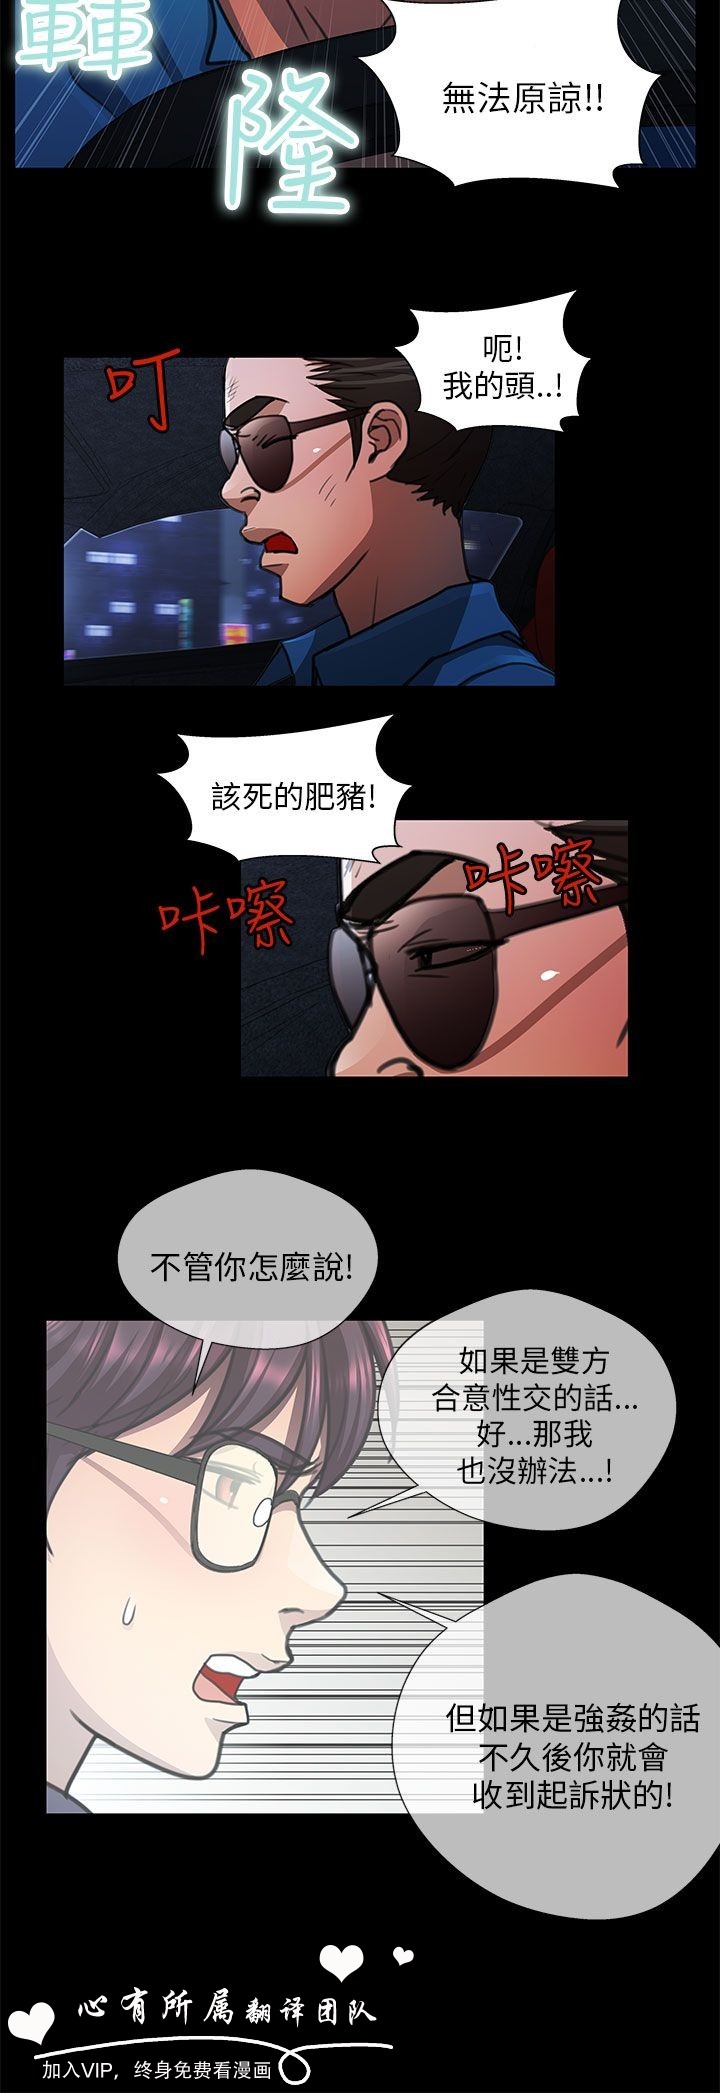 轟
隆
無法原諒!!
呃!
我的頭..!
叮
該死的肥豬!
咔嚓
咔嚓
不管你怎麼說!
如果是雙方
合意性交的話...
好...那我
也沒辦法...!
但如果是強姦的話
不久後你就會
收到起訴狀的!
心有所属翻译团队
加入VIP，终身免费看漫画